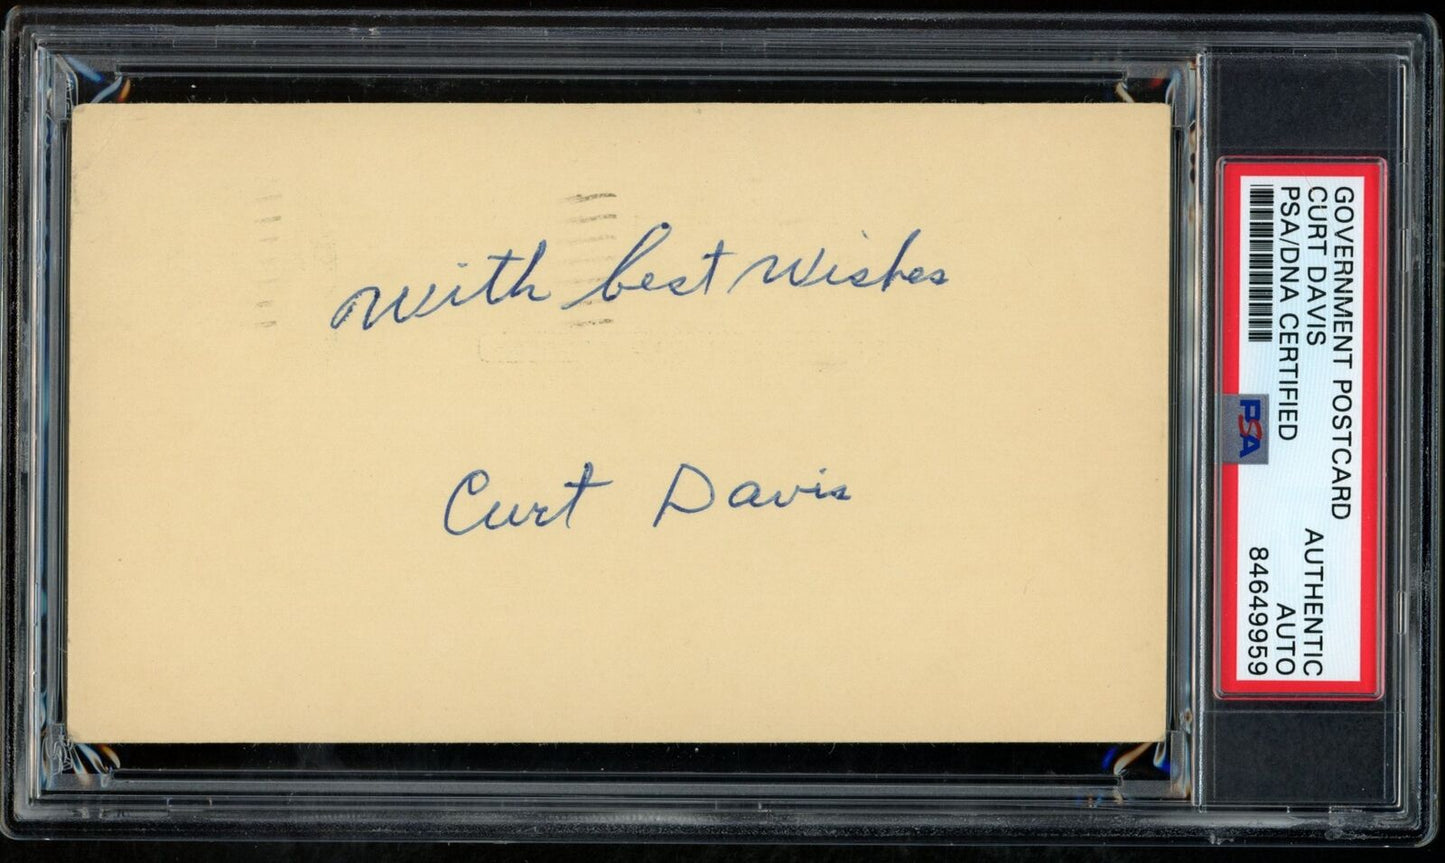 With best wishes
Curt Davis
GOVERNMENT POSTCARD
CURT DAVIS AUTHENTIC
PSA/DNA CERTIFIED AUTO
84649959
PSA